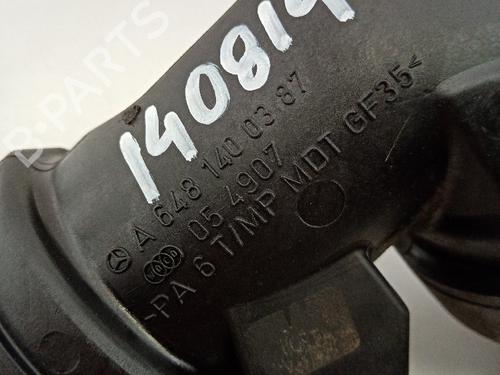 B-PARTS
140814
A 648 140 03 87
05 4907
>PA 6 T/MP MDT GF35<